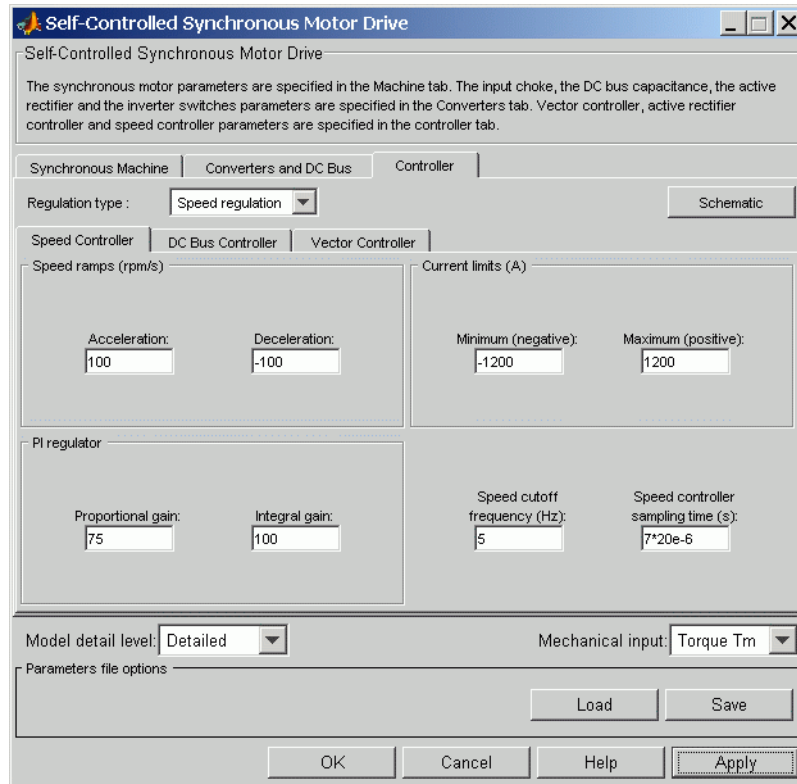 Self-Controlled Synchronous Motor Drive
Self-Controlled Synchronous Motor Drive
The synchronous motor parameters are specified in the Machine tab. The input choke, the DC bus capacitance, the active
rectifier and the inverter switches parameters are specified in the Converters tab. Vector controller, active rectifier
controller and speed controller parameters are specified in the controller tab.
Synchronous Machine Converters and DC Bus Controller
Regulation type : Speed regulation Schematic
Speed Controller DC Bus Controller Vector Controller
Speed ramps (rpm/s) Current limits (A)
Acceleration: Deceleration: Minimum (negative): Maximum (positive):
100 -100 -1200 1200
PI regulator
Speed cutoff Speed controller
Proportional gain: Integral gain: frequency (Hz): sampling time (s):
75 100 5 7*20e-6
Model detail level: Detailed Mechanical input: Torque Tm
Parameters file options
Load Save
OK Cancel Help Apply